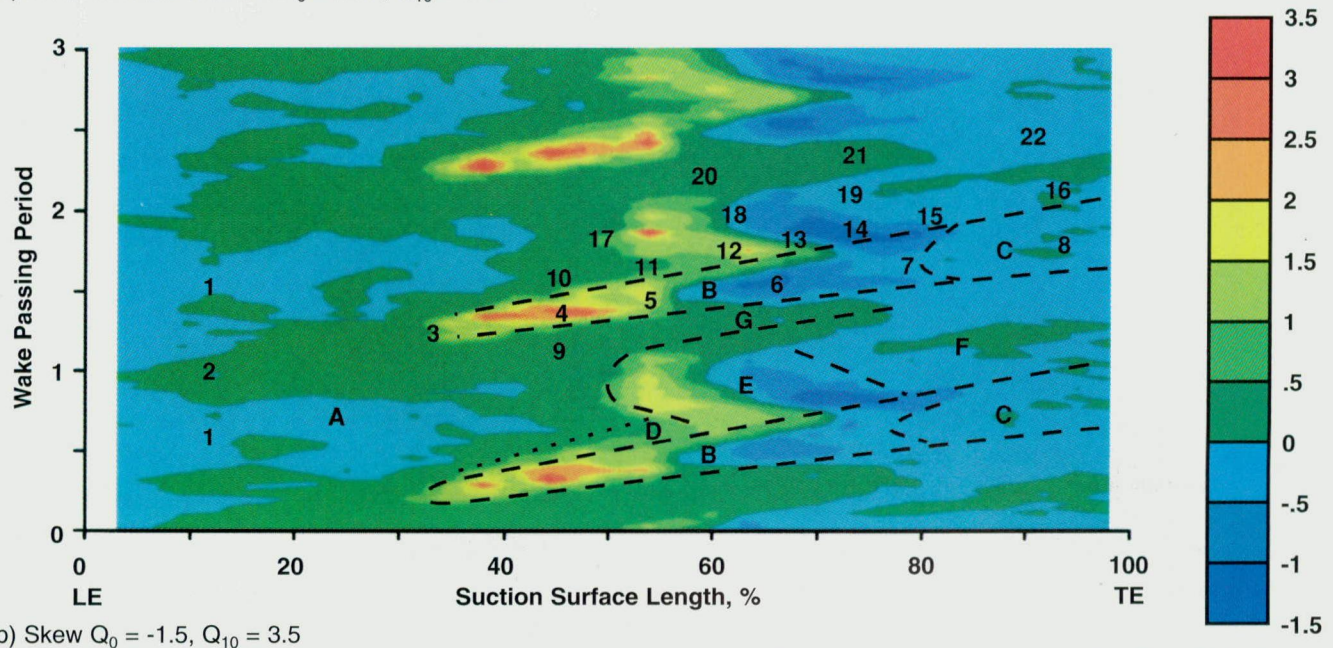 3.5
3
3
2.5
22
21
20
2
19
16
2
18
15
17
14
13
12
C
8
1.5
11
7
1
10
B
6
5
4
3
G
1
9
F
2
.5
1
E
A
C
0
1
D
B
-.5
0
-1
0 20 40 60 80 100
LE Suction Surface Length, % TE
-1.5
Wake Passing Period
b) Skew Q₀ = -1.5, Q₁₀ = 3.5